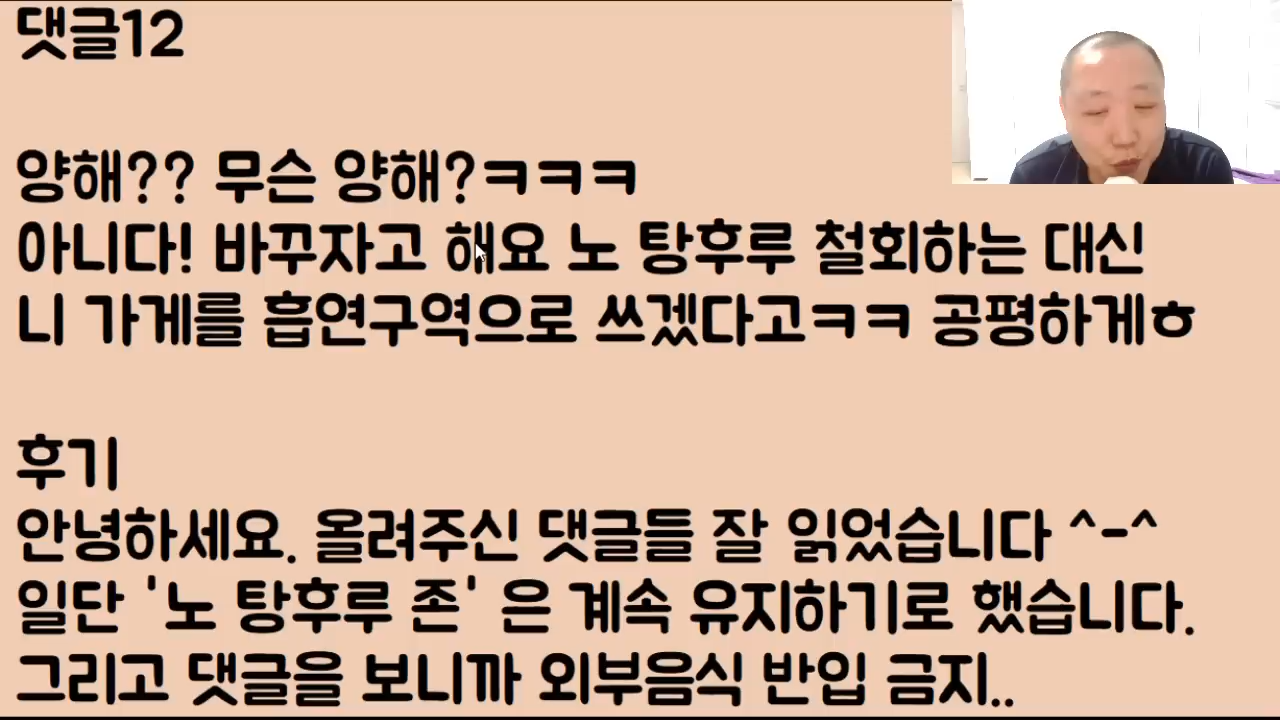 댓글12
양해?? 무슨 양해?ㅋㅋㅋ
아니다! 바꾸자고 해요 노 탕후루 철회하는 대신
니 가게를 흡연구역으로 쓰겠다고ㅋㅋ 공평하게ㅎ
후기
안녕하세요. 올려주신 댓글들 잘 읽었습니다 ^-^
일단 '노 탕후루 존' 은 계속 유지하기로 했습니다.
그리고 댓글을 보니까 외부음식 반입 금지..